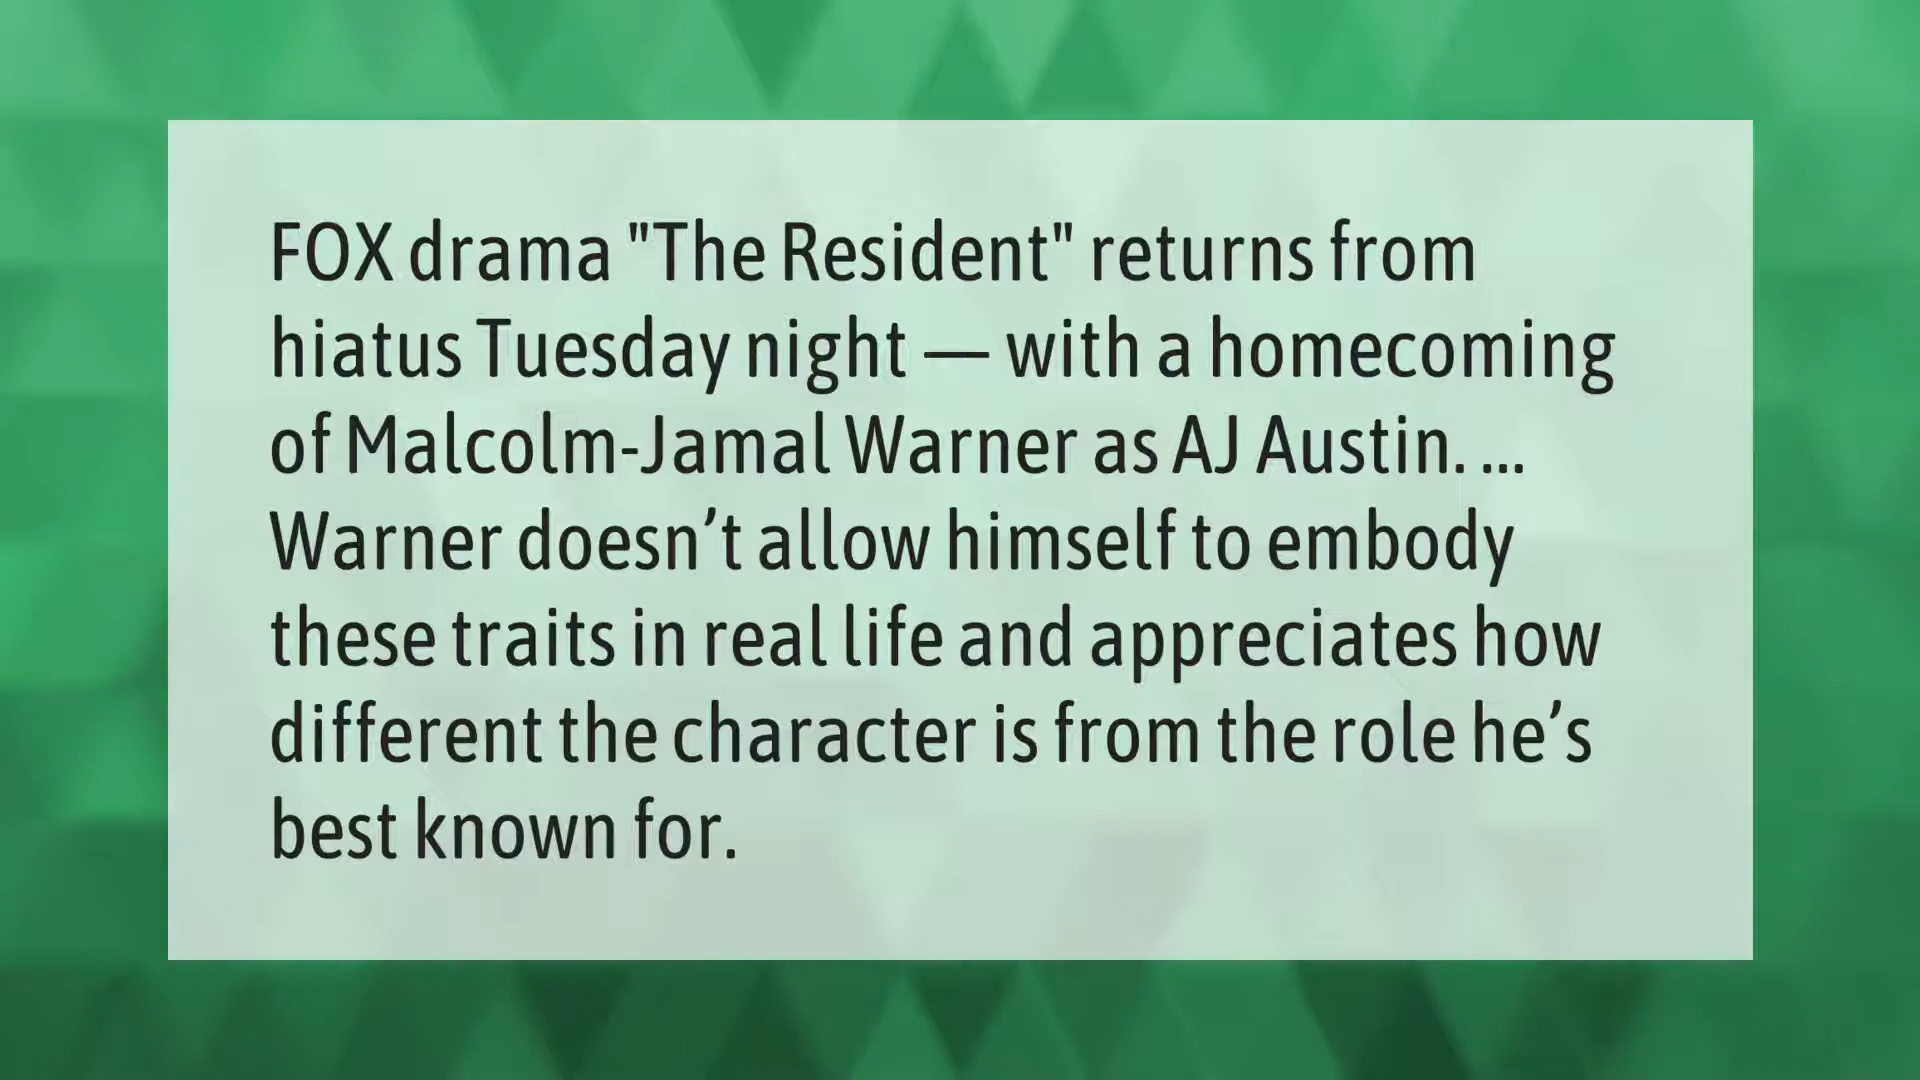 FOX drama "The Resident" returns from
hiatus Tuesday night — with a homecoming
of Malcolm-Jamal Warner as AJ Austin. ...
Warner doesn’t allow himself to embody
these traits in real life and appreciates how
different the character is from the role he’s
best known for.